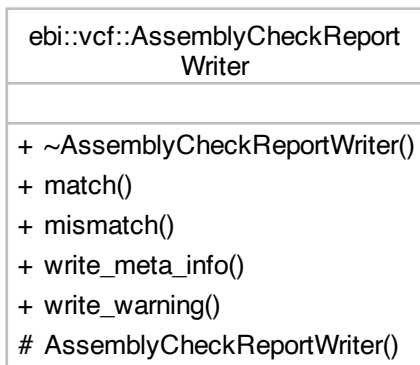 ebi::vcf::AssemblyCheckReport
Writer
+ ~AssemblyCheckReportWriter()
+ match()
+ mismatch()
+ write_meta_info()
+ write_warning()
# AssemblyCheckReportWriter()